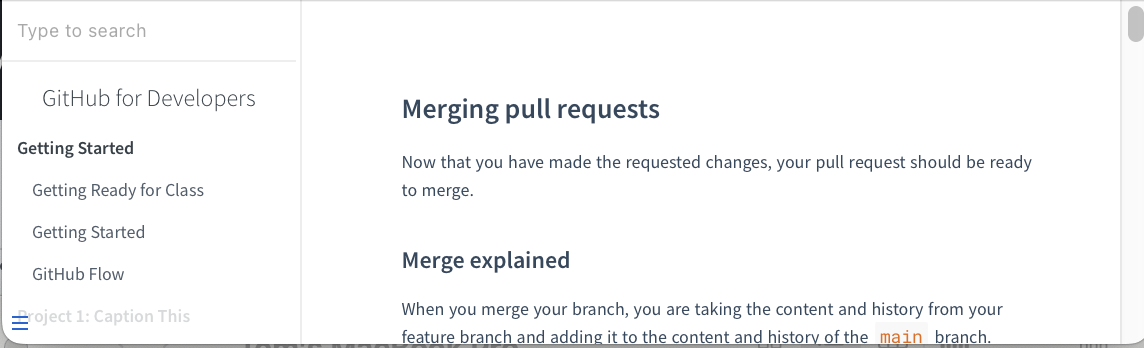 Type to search
GitHub for Developers
Getting Started
Getting Ready for Class
Getting Started
GitHub Flow
Project 1: Caption This
Merging pull requests
Now that you have made the requested changes, your pull request should be ready
to merge.
Merge explained
When you merge your branch, you are taking the content and history from your
feature branch and adding it to the content and history of the main branch.